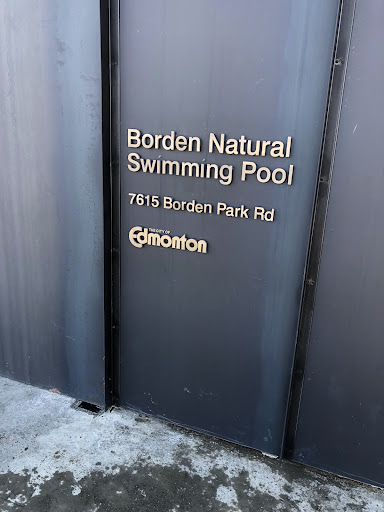 Borden Natural
Swimming Pool
7615 Borden Park Rd
THE CITY OF
Edmonton